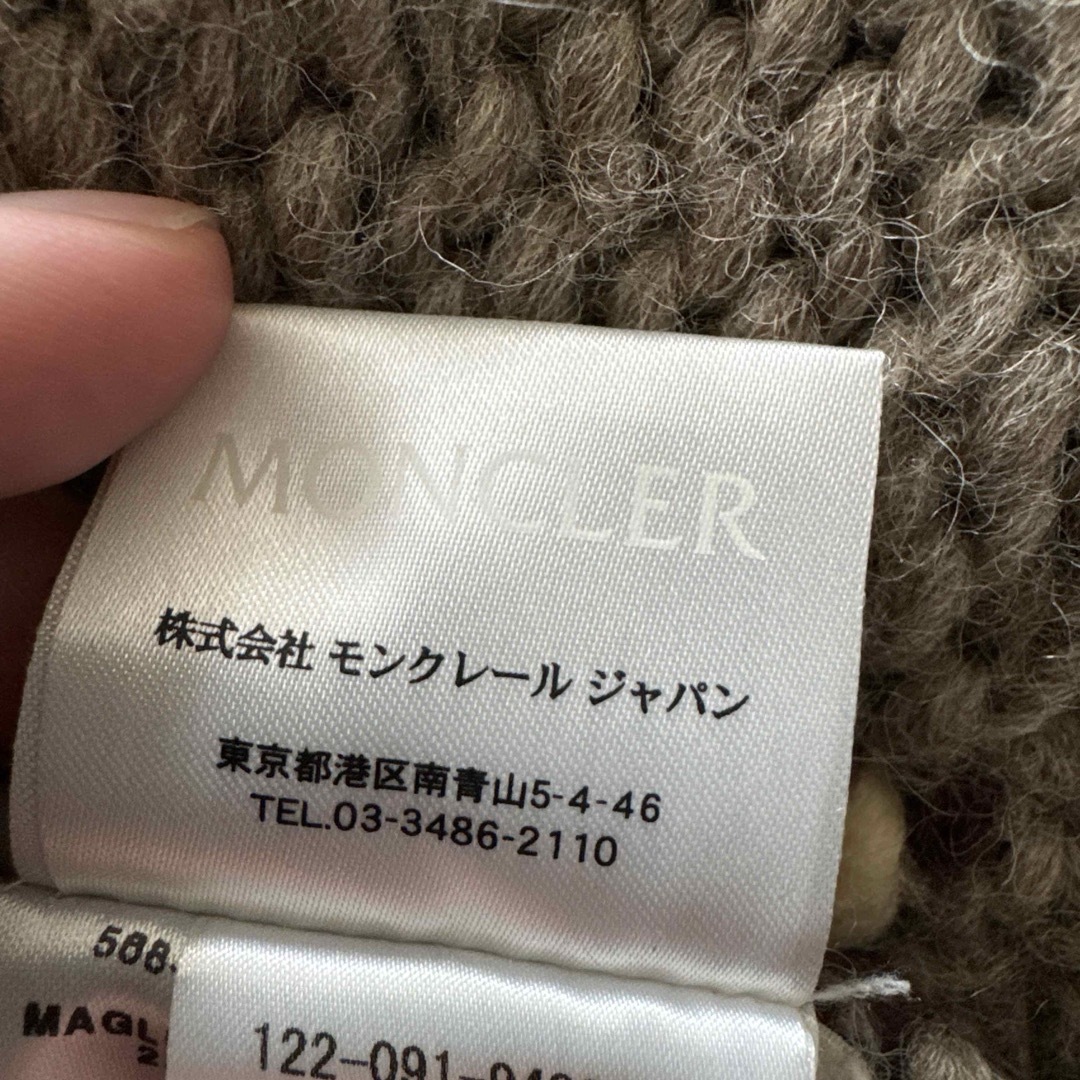 MONCLER
株式会社 モンクレール ジャパン
東京都港区南青山5-4-46
TEL.03-3486-2110